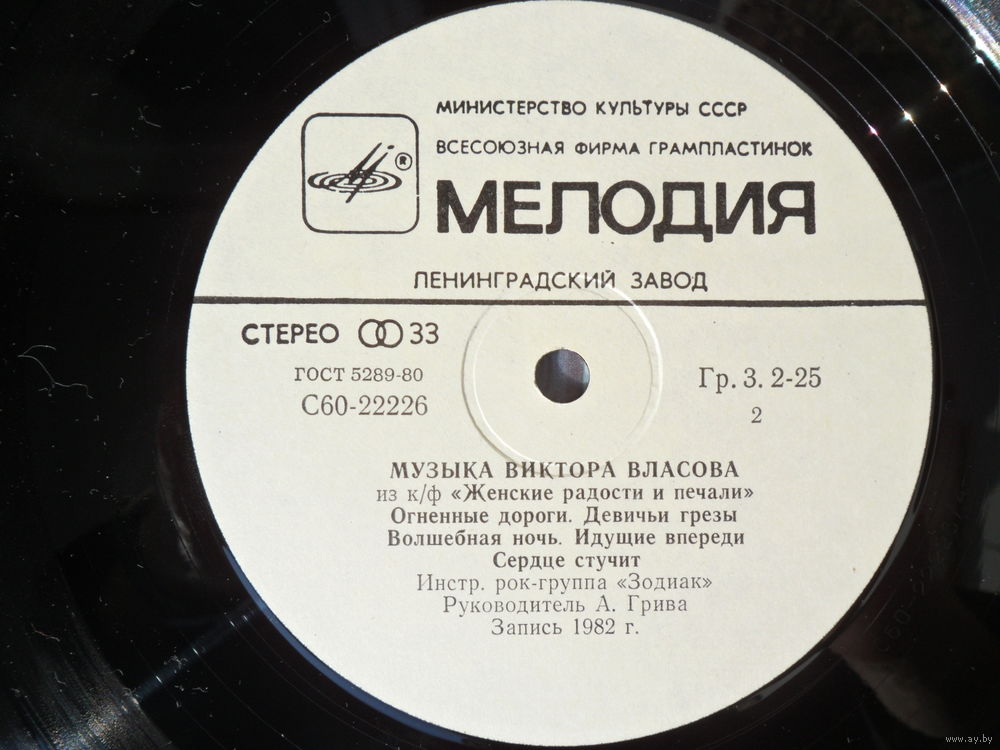 МИНИСТЕРСТВО КУЛЬТУРЫ СССР
ВСЕСОЮЗНАЯ ФИРМА ГРАМПЛАСТИНОК
®
МЕЛОДИЯ
ЛЕНИНГРАДСКИЙ ЗАВОД
СТЕРЕО 33
ГОСТ 5289-80
С60-22226
Гр. 3. 2-25
2
МУЗЫКА ВИКТОРА ВЛАСОВА
из к/ф «Женские радости и печали»
Огненные дороги. Девичьи грезы
Волшебная ночь. Идущие впереди
Сердце стучит
Инстр. рок-группа «Зодиак»
Руководитель А. Грива
Запись 1982 г.
www.ay.by